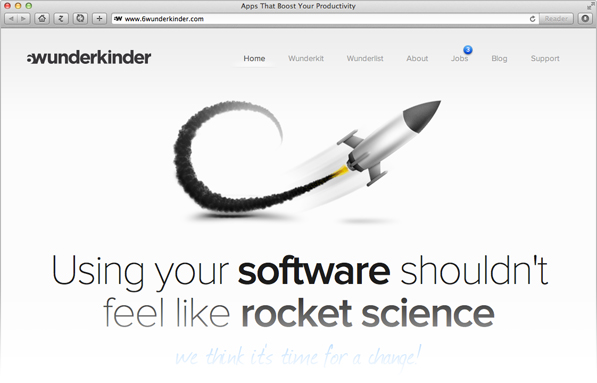 Apps That Boost Your Productivity
www.6wunderkinder.com
Reader
6wunderkinder
Home Wunderkit Wunderlist About Jobs 3 Blog Support
Using your software shouldn't
feel like rocket science
we think it's time for a change!